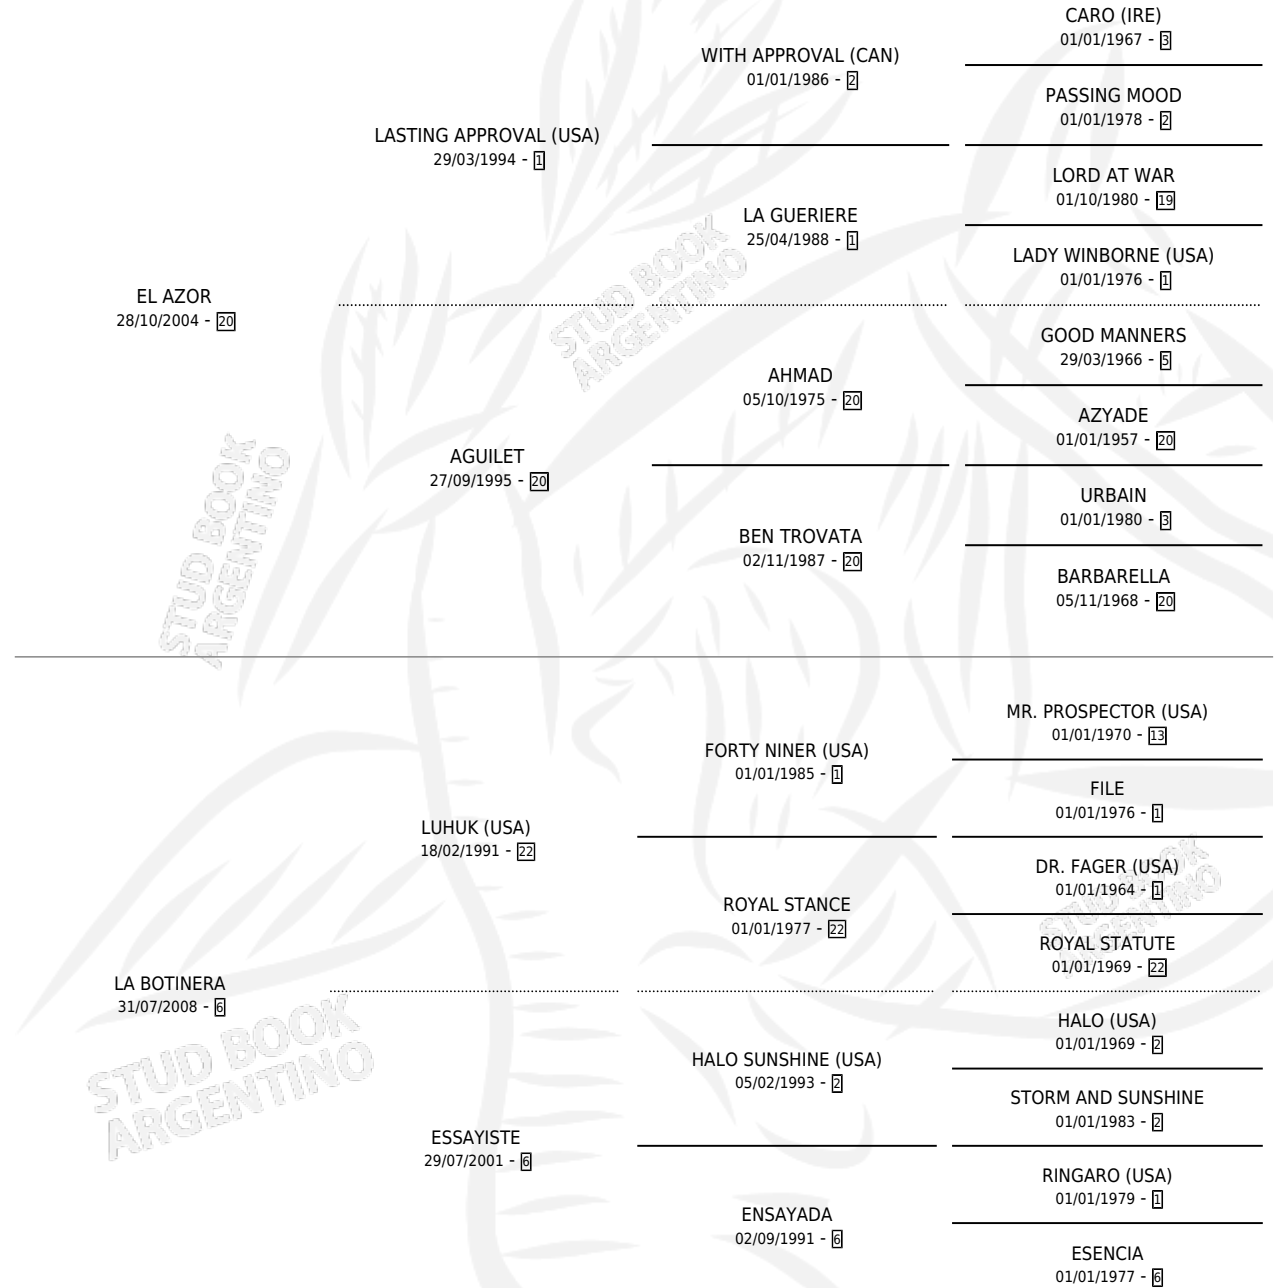 CARO (IRE)
01/01/1967 - 3
WITH APPROVAL (CAN)
01/01/1986 - 2
PASSING MOOD
01/01/1978 - 2
LASTING APPROVAL (USA)
29/03/1994 - 1
LORD AT WAR
01/10/1980 - 19
LA GUERIERE
25/04/1988 - 1
LADY WINBORNE (USA)
01/01/1976 - 1
EL AZOR
28/10/2004 - 20
GOOD MANNERS
29/03/1966 - 5
AHMAD
05/10/1975 - 20
AZYADE
01/01/1957 - 20
AGUILET
27/09/1995 - 20
URBAIN
01/01/1980 - 3
BEN TROVATA
02/11/1987 - 20
BARBARELLA
05/11/1968 - 20
MR. PROSPECTOR (USA)
01/01/1970 - 13
FORTY NINER (USA)
01/01/1985 - 1
FILE
01/01/1976 - 1
LUHUK (USA)
18/02/1991 - 22
DR. FAGER (USA)
01/01/1964 - 1
ROYAL STANCE
01/01/1977 - 22
ROYAL STATUTE
01/01/1969 - 22
LA BOTINERA
31/07/2008 - 6
HALO (USA)
01/01/1969 - 2
HALO SUNSHINE (USA)
05/02/1993 - 2
STORM AND SUNSHINE
01/01/1983 - 2
ESSAYISTE
29/07/2001 - 6
RINGARO (USA)
01/01/1979 - 1
ENSAYADA
02/09/1991 - 6
ESENCIA
01/01/1977 - 6
STUD BOOK
ARGENTINO
STUD BOOK
ARGENTINO
STUD BOOK
ARGENTINO
STUD BOOK
ARGENTINO